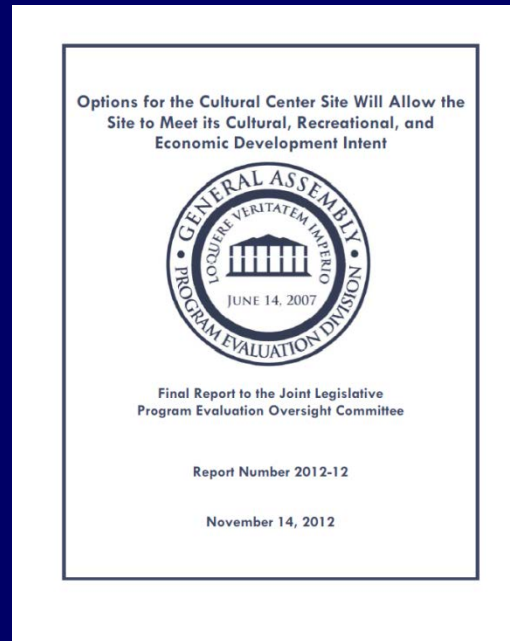 Options for the Cultural Center Site Will Allow the
Site to Meet its Cultural, Recreational, and
Economic Development Intent
GENERAL ASSEMBLY
LOQUERE VERITATEM IMPERIO
JUNE 14, 2007
PROGRAM EVALUATION DIVISION
Final Report to the Joint Legislative
Program Evaluation Oversight Committee
Report Number 2012-12
November 14, 2012